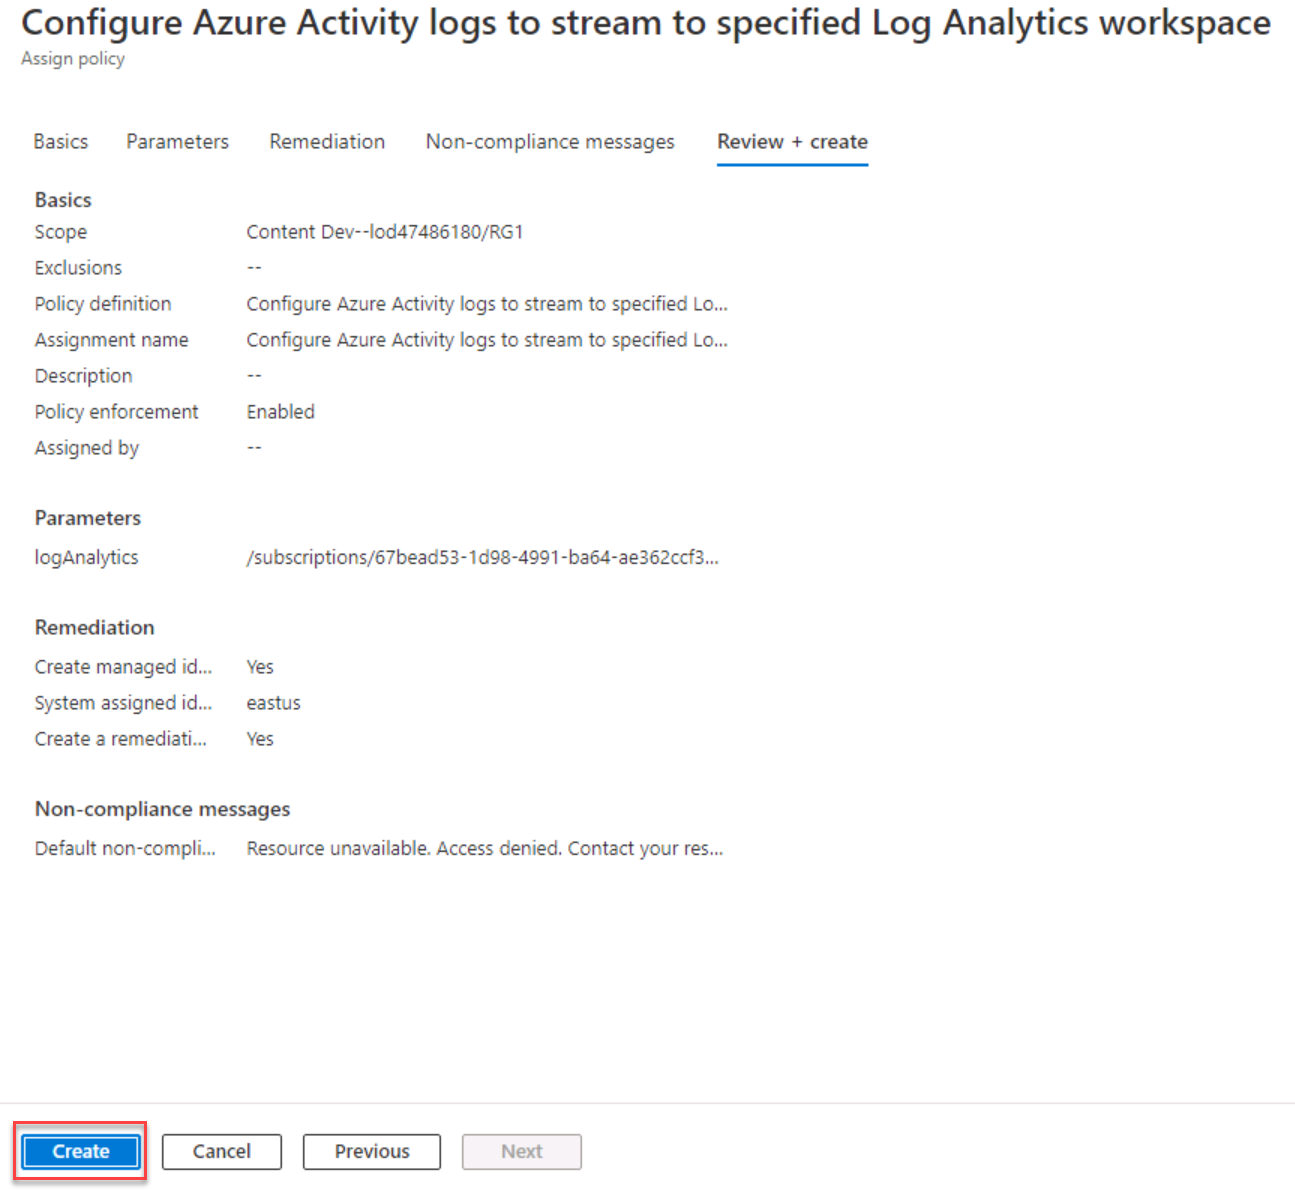 Configure Azure Activity logs to stream to specified Log Analytics workspace
Assign policy
Basics Parameters Remediation Non-compliance messages Review + create
Basics
Scope Content Dev--lod47486180/RG1
Exclusions --
Policy definition Configure Azure Activity logs to stream to specified Lo...
Assignment name Configure Azure Activity logs to stream to specified Lo...
Description --
Policy enforcement Enabled
Assigned by --
Parameters
logAnalytics /subscriptions/67bead53-1d98-4991-ba64-ae362ccf3...
Remediation
Create managed id... Yes
System assigned id... eastus
Create a remediati... Yes
Non-compliance messages
Default non-compli... Resource unavailable. Access denied. Contact your res...
Create Cancel Previous Next